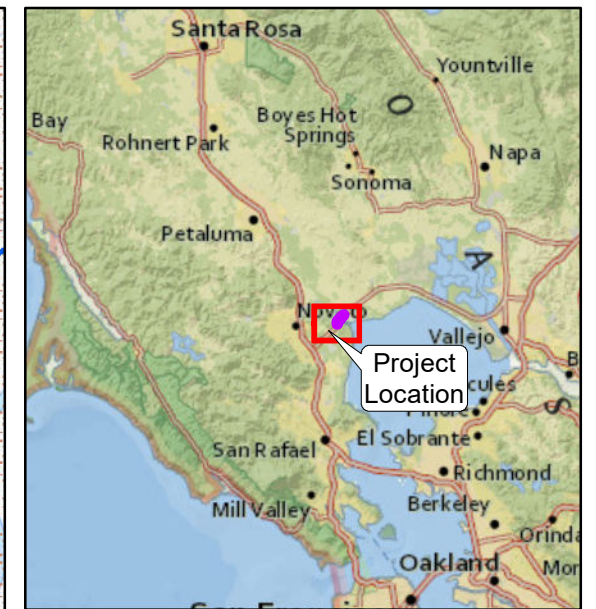 Santa Rosa
Yountville
Bay
Boyes Hot
Springs
Rohnert Park
O
Napa
Sonoma
Petaluma
A
Vallejo
Project
Location
S
El Sobrante
San Rafael
Richmond
Mill Valley
Berkeley
Oakland